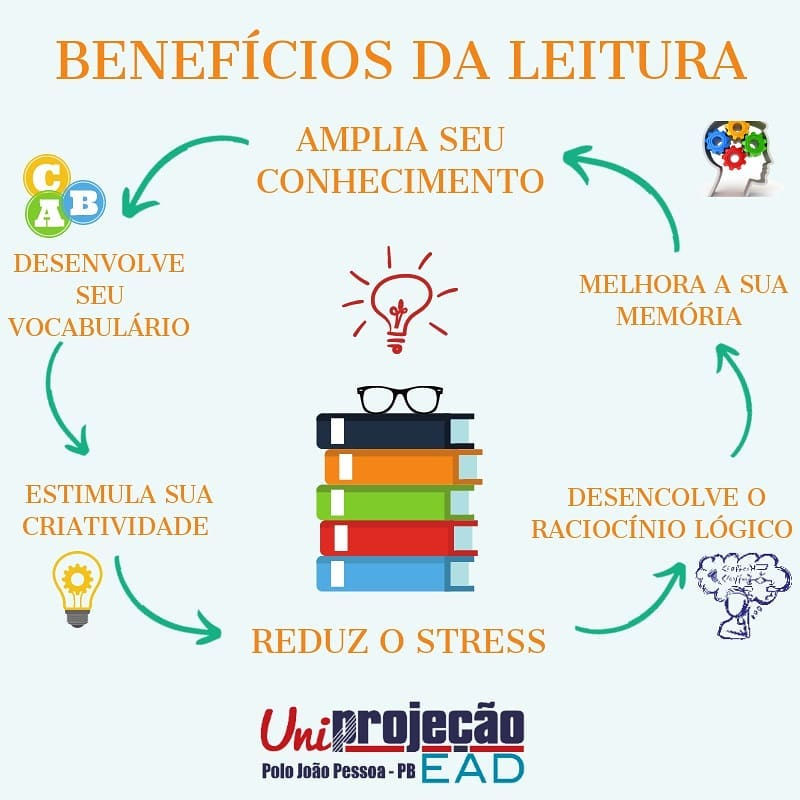 BENEFÍCIOS DA LEITURA
AMPLIA SEU
CONHECIMENTO
C
A
B
DESENVOLVE
SEU
VOCABULÁRIO
ESTIMULA SUA
CRIATIVIDADE
REDUZ O STRESS
DESENCOLVE O
RACIOCÍNIO LÓGICO
MELHORA A SUA
MEMÓRIA
Uniprojeção
Polo João Pessoa - PB EAD